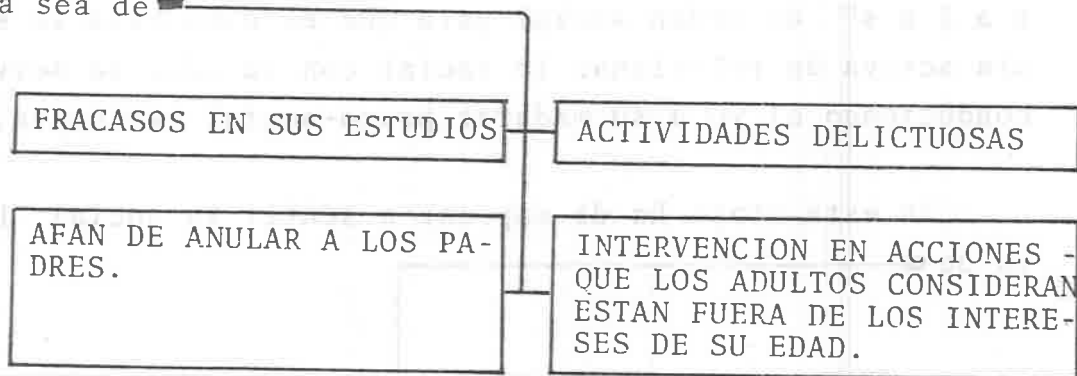 a sea de
FRACASOS EN SUS ESTUDIOS
ACTIVIDADES DELICTUOSAS
AFAN DE ANULAR A LOS PA-
DRES.
INTERVENCION EN ACCIONES -
QUE LOS ADULTOS CONSIDERAN
ESTAN FUERA DE LOS INTERE-
SES DE SU EDAD.